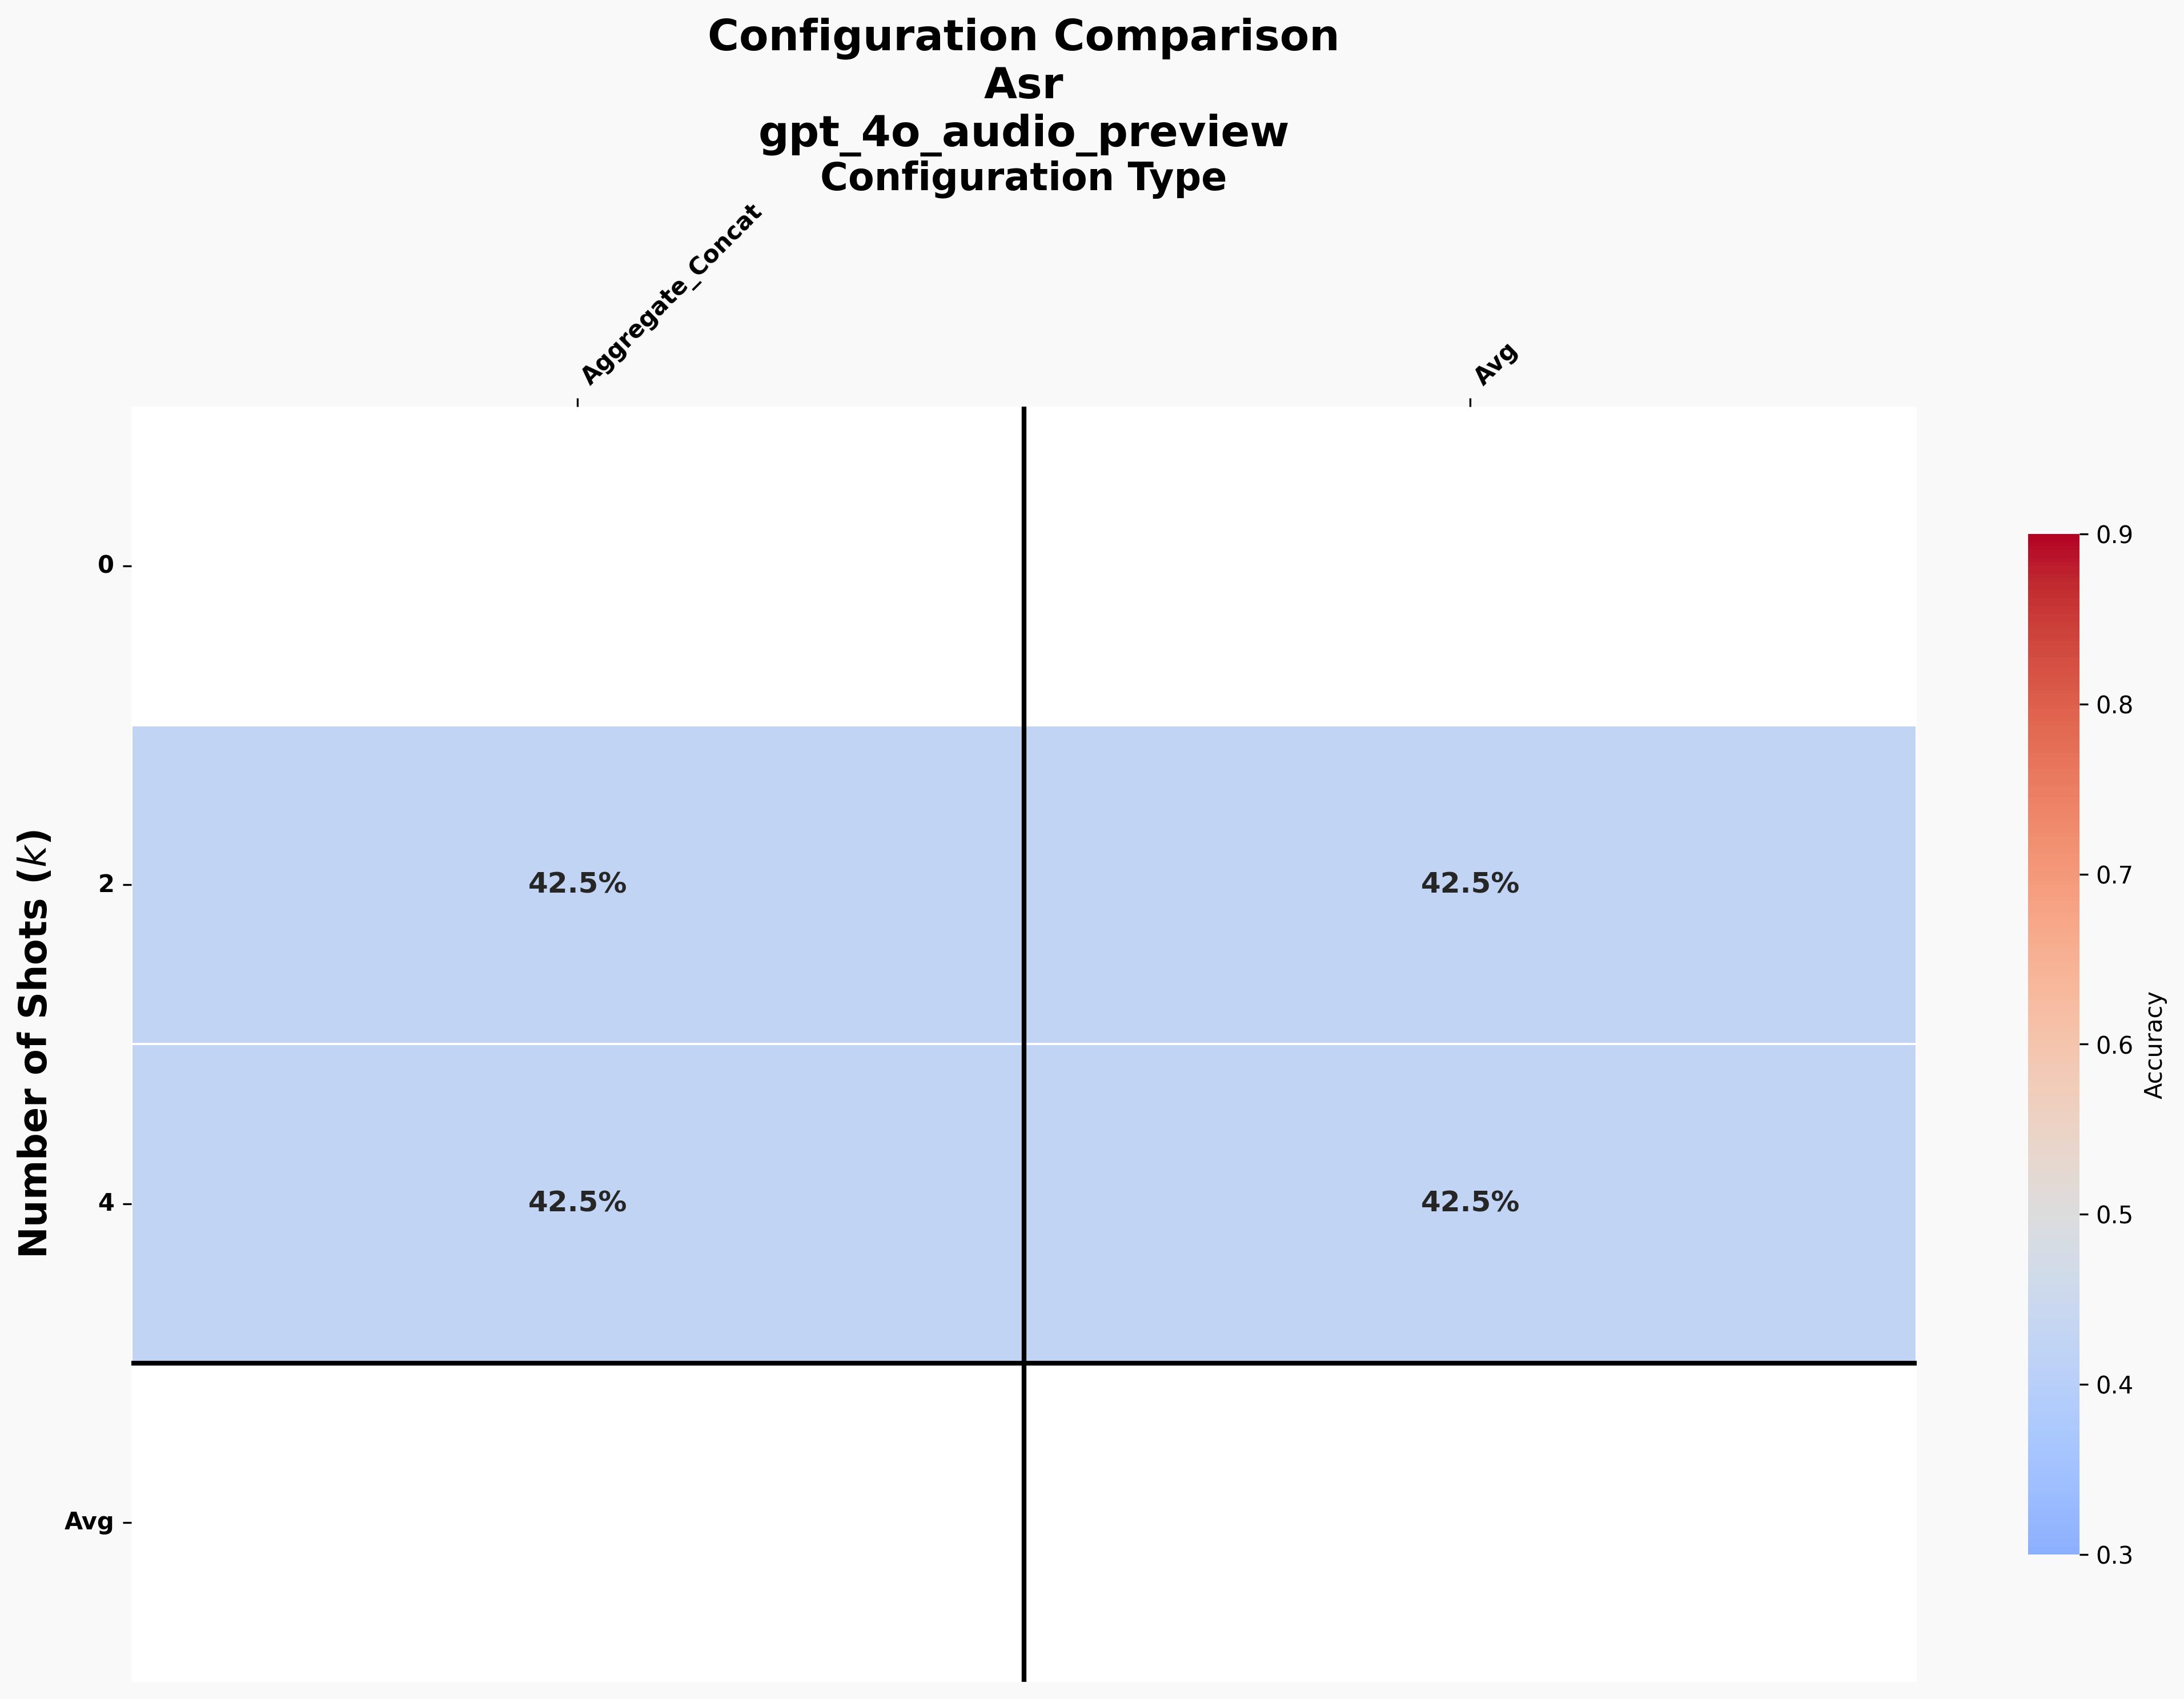 Configuration Comparison
Asr
gpt_4o_audio_preview
Configuration Type
Aggregate_Concat
Avg
Number of Shots (k)
0
2
42.5%
42.5%
4
42.5%
42.5%
Avg
0.9
0.8
0.7
0.6
0.5
0.4
0.3
Accuracy